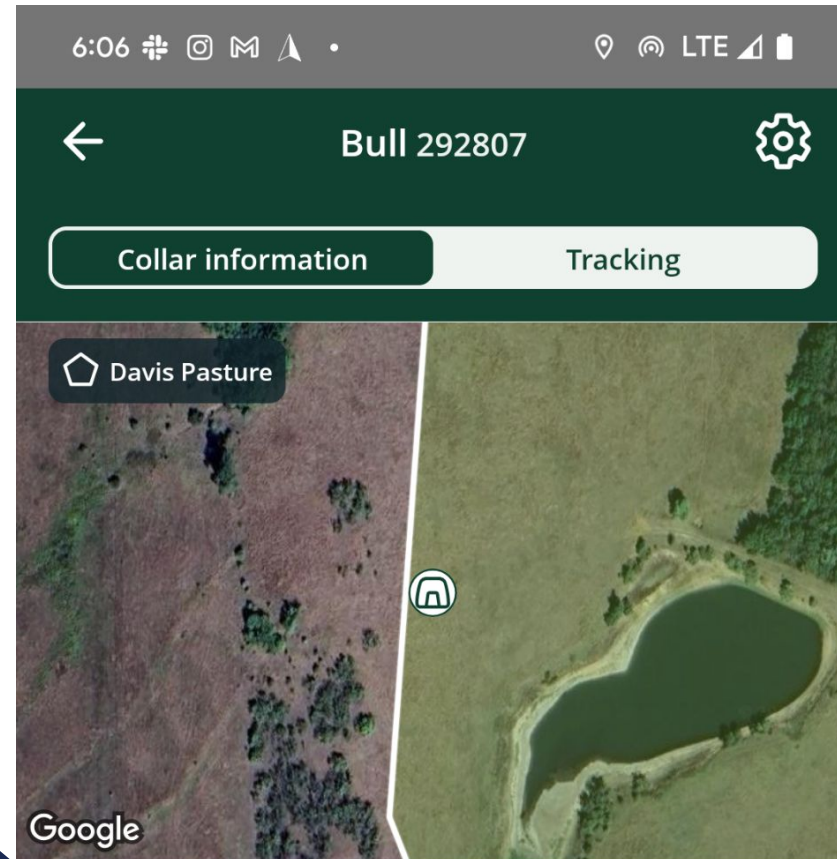 6:06 LTE
Bull 292807
Collar information Tracking
Davis Pasture
Google